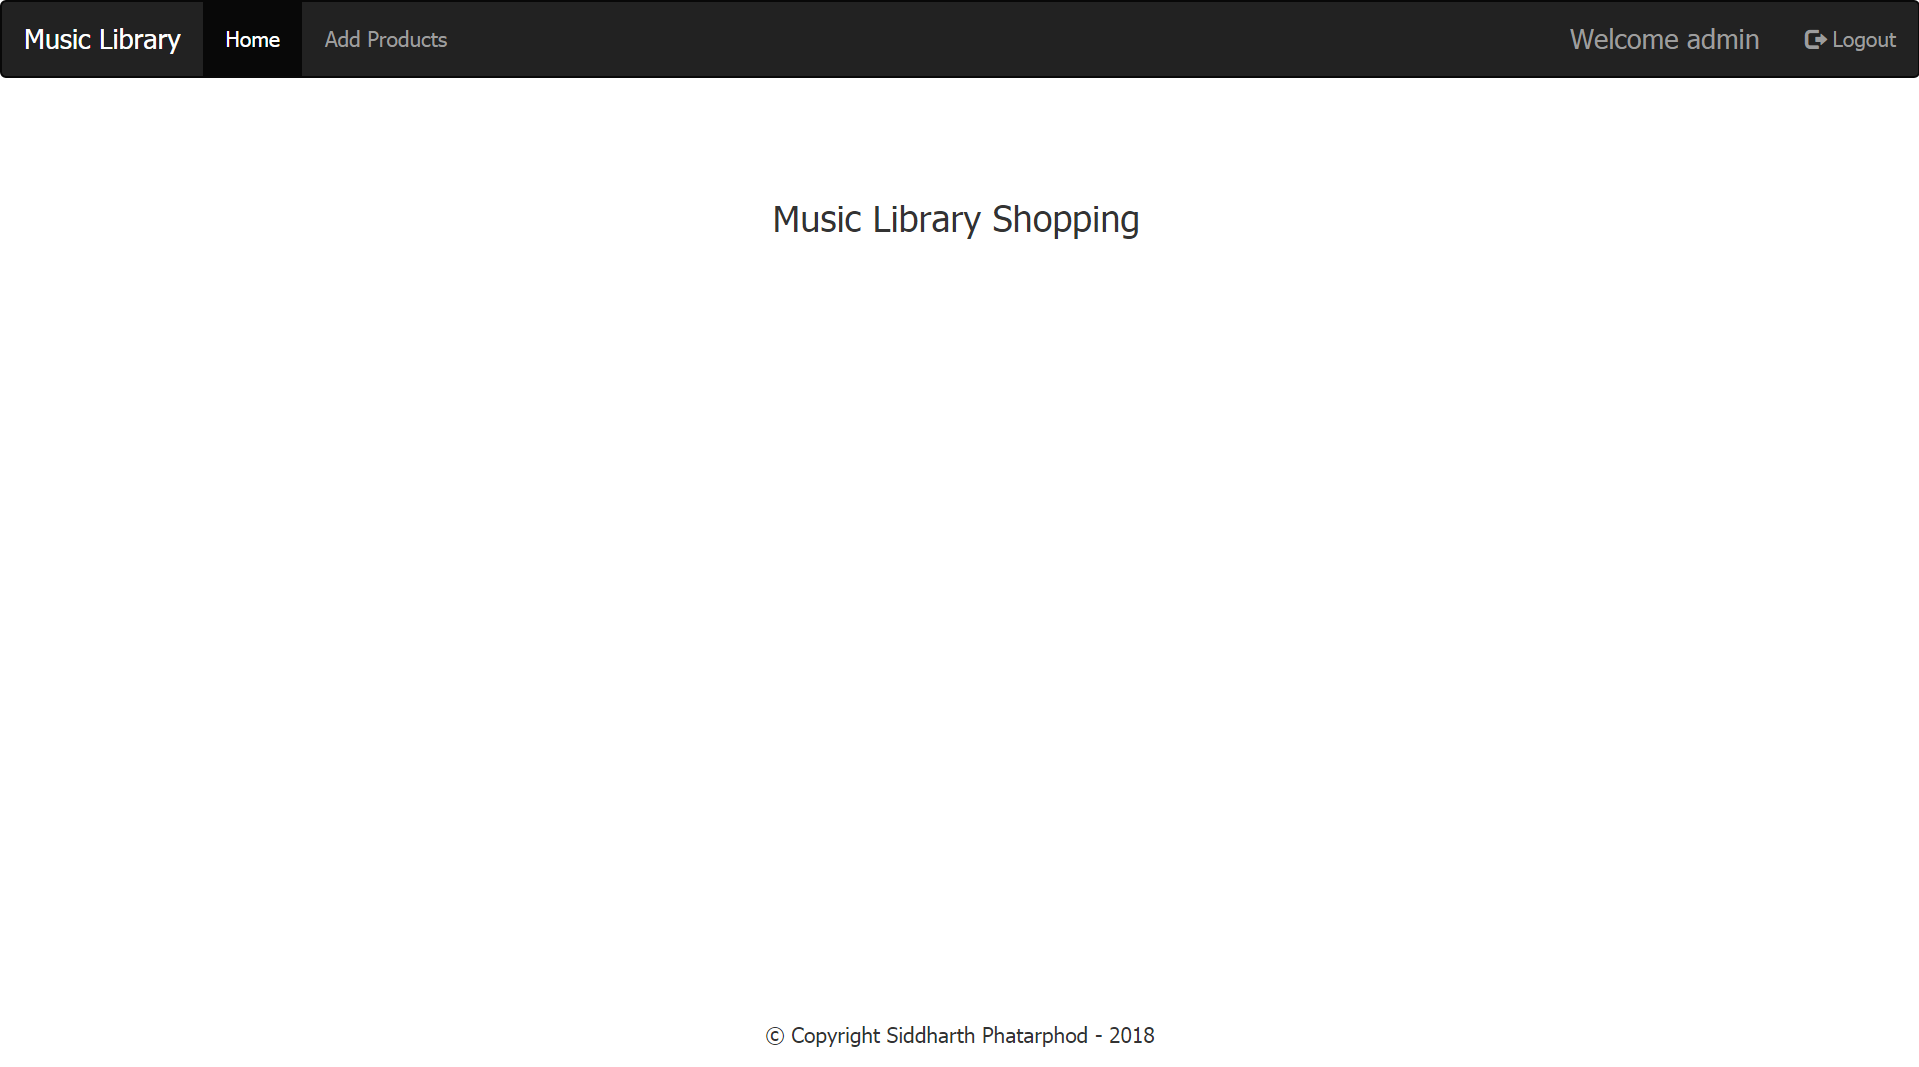 Music Library Home Add Products Welcome admin Logout
Music Library Shopping
© Copyright Siddharth Phatarphod - 2018